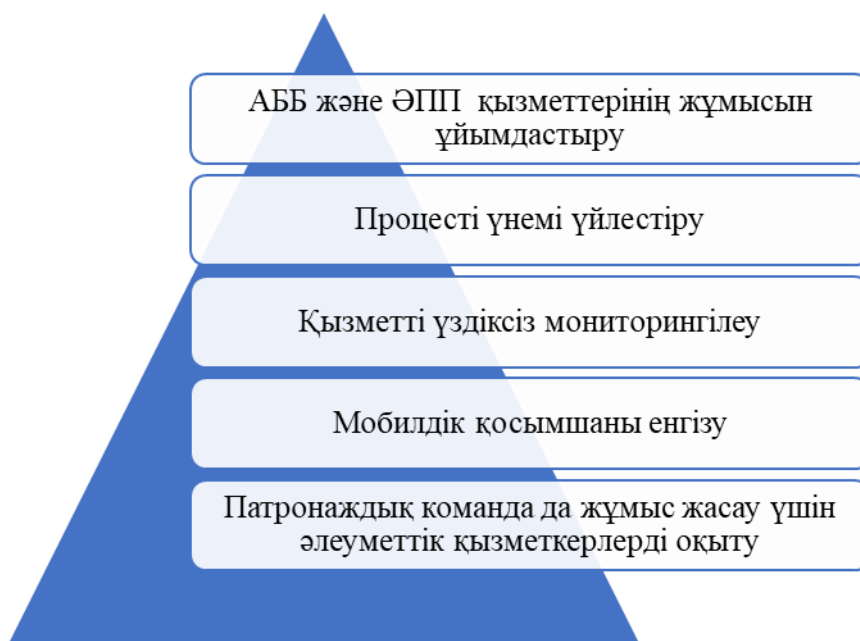 АББ және ӘПП қызметтерінің жұмысын
ұйымдастыру
Процесті үнемі үйлестіру
Қызметті үздіксіз мониторингілеу
Мобилдік қосымшаны енгізу
Патронаждық команда да жұмыс жасау үшін
әлеуметтік қызметкерлерді оқыту